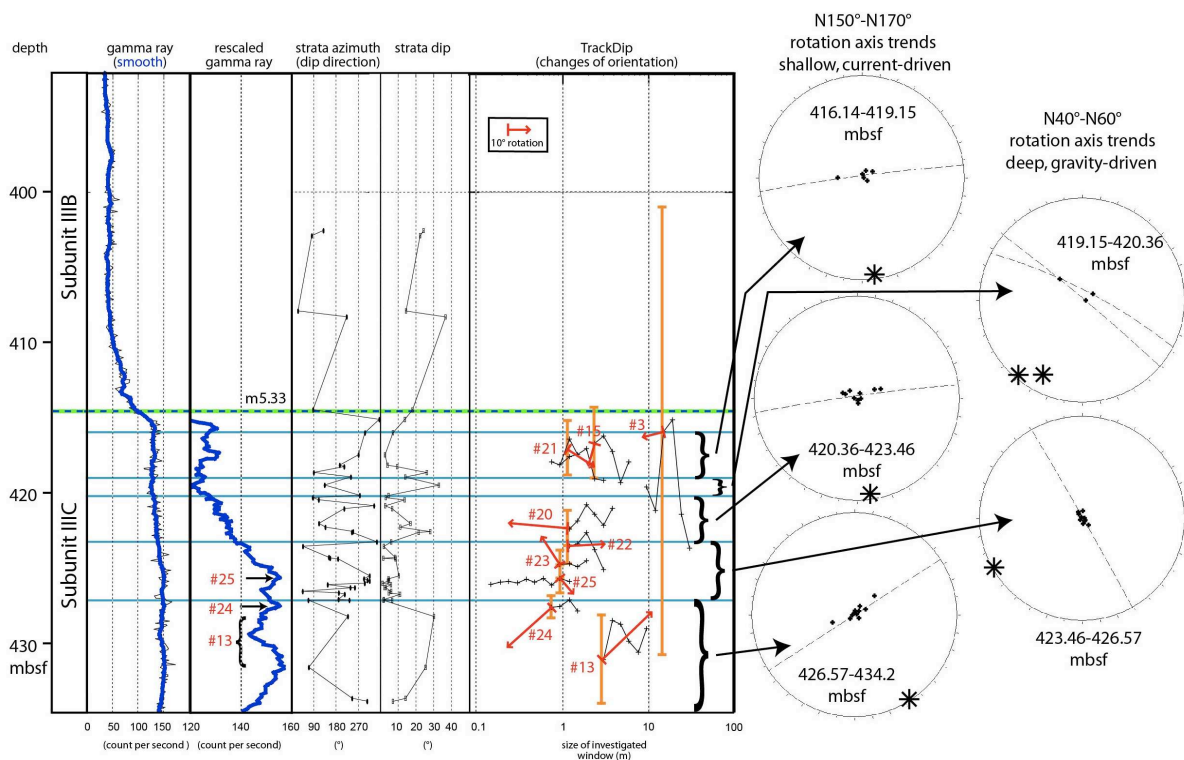 depth
gamma ray
(smooth)
rescaled
gamma ray
strata azimuth
(dip direction)
strata dip
TrackDip
(changes of orientation)
N150°-N170°
rotation axis trends
shallow, current-driven
N40°-N60°
rotation axis trends
deep, gravity-driven
10° rotation
416.14-419.15
mbsf
419.15-420.36
mbsf
420.36-423.46
mbsf
423.46-426.57
mbsf
426.57-434.2
mbsf
Subunit IIIB
Subunit IIIC
400
410
420
430
mbsf
m5.33
#3
#15
#21
#20
#22
#23
#25
#24
#13
#25
#24
#13
0 50 100 150 120 140 160 90 180 270 10 20 30 40 0.1 1 10 100
(count per second )
(count per second)
(°)
(°)
size of investigated
window (m)